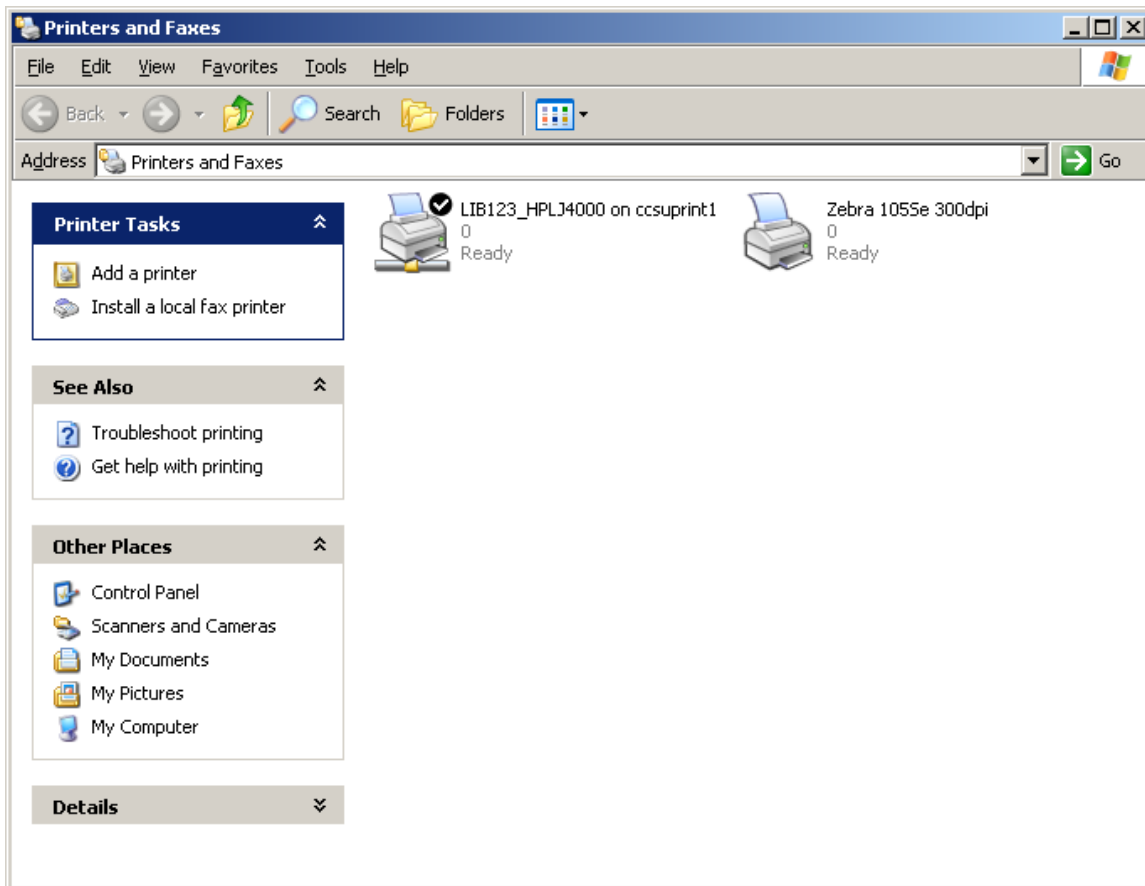 Printers and Faxes
File Edit View Favorites Tools Help
Back Search Folders
Address Printers and Faxes Go
Printer Tasks
Add a printer
Install a local fax printer
See Also
Troubleshoot printing
Get help with printing
Other Places
Control Panel
Scanners and Cameras
My Documents
My Pictures
My Computer
Details
LIB123_HPLJ4000 on ccsuprint1
0
Ready
Zebra 105Se 300dpi
0
Ready